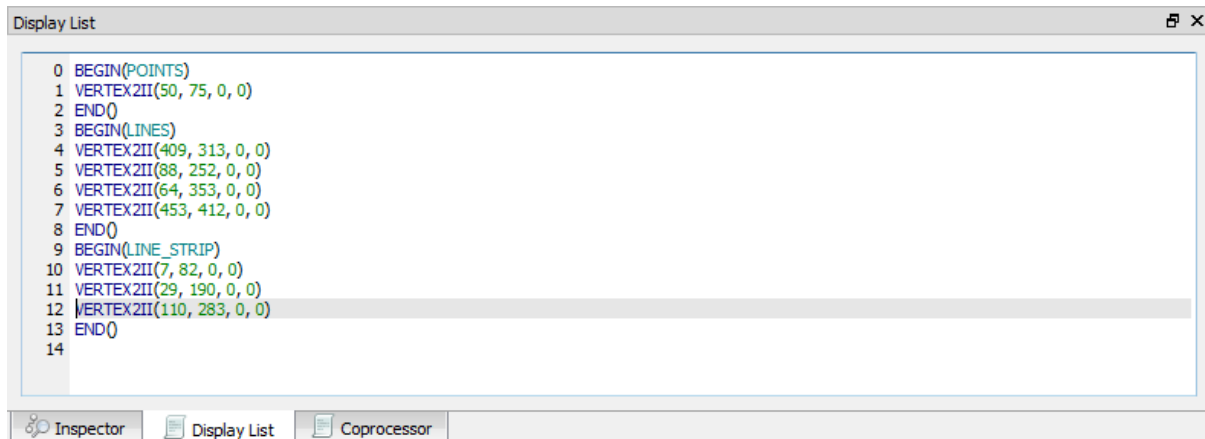 Display List
0 BEGIN(POINTS)
1 VERTEX2II(50, 75, 0, 0)
2 END()
3 BEGIN(LINES)
4 VERTEX2II(409, 313, 0, 0)
5 VERTEX2II(88, 252, 0, 0)
6 VERTEX2II(64, 353, 0, 0)
7 VERTEX2II(453, 412, 0, 0)
8 END()
9 BEGIN(LINE_STRIP)
10 VERTEX2II(7, 82, 0, 0)
11 VERTEX2II(29, 190, 0, 0)
12 VERTEX2II(110, 283, 0, 0)
13 END()
14
Inspector Display List Coprocessor